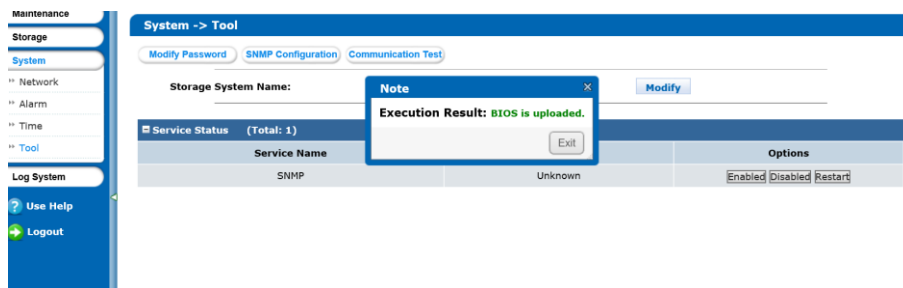 Maintenance
Storage
System
Network
Alarm
Time
Tool
Log System
Use Help
Logout
System -> Tool
Modify Password SNMP Configuration Communication Test
Storage System Name: Modify
Note
Execution Result: BIOS is uploaded.
Exit
Service Status (Total: 1)
Service Name Options
SNMP Unknown Enabled Disabled Restart